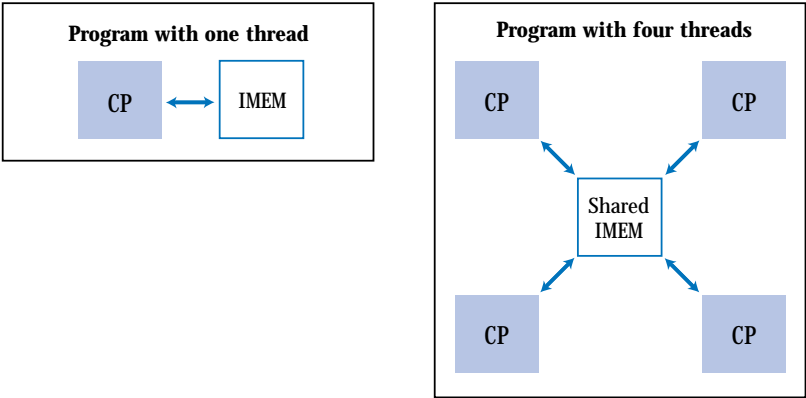 Program with one thread
CP
IMEM
Program with four threads
CP
CP
Shared
IMEM
CP
CP